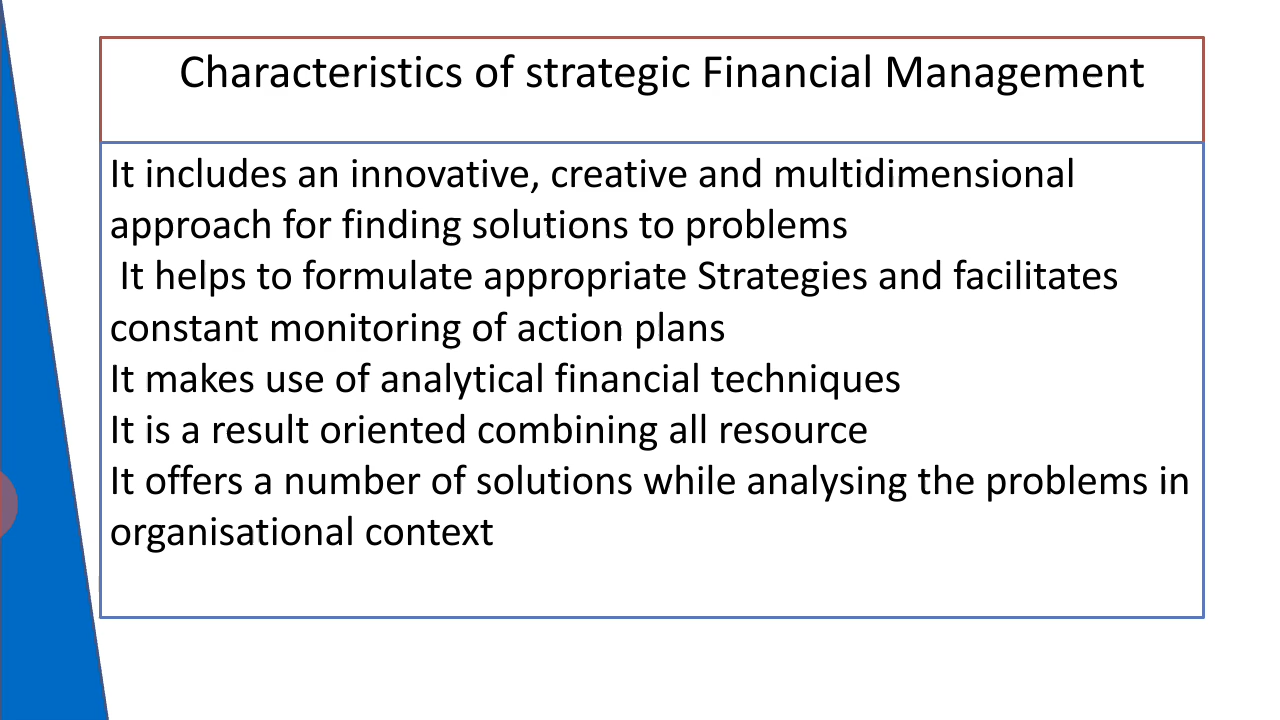 Characteristics of strategic Financial Management
It includes an innovative, creative and multidimensional
approach for finding solutions to problems
It helps to formulate appropriate Strategies and facilitates
constant monitoring of action plans
It makes use of analytical financial techniques
It is a result oriented combining all resource
It offers a number of solutions while analysing the problems in
organisational context